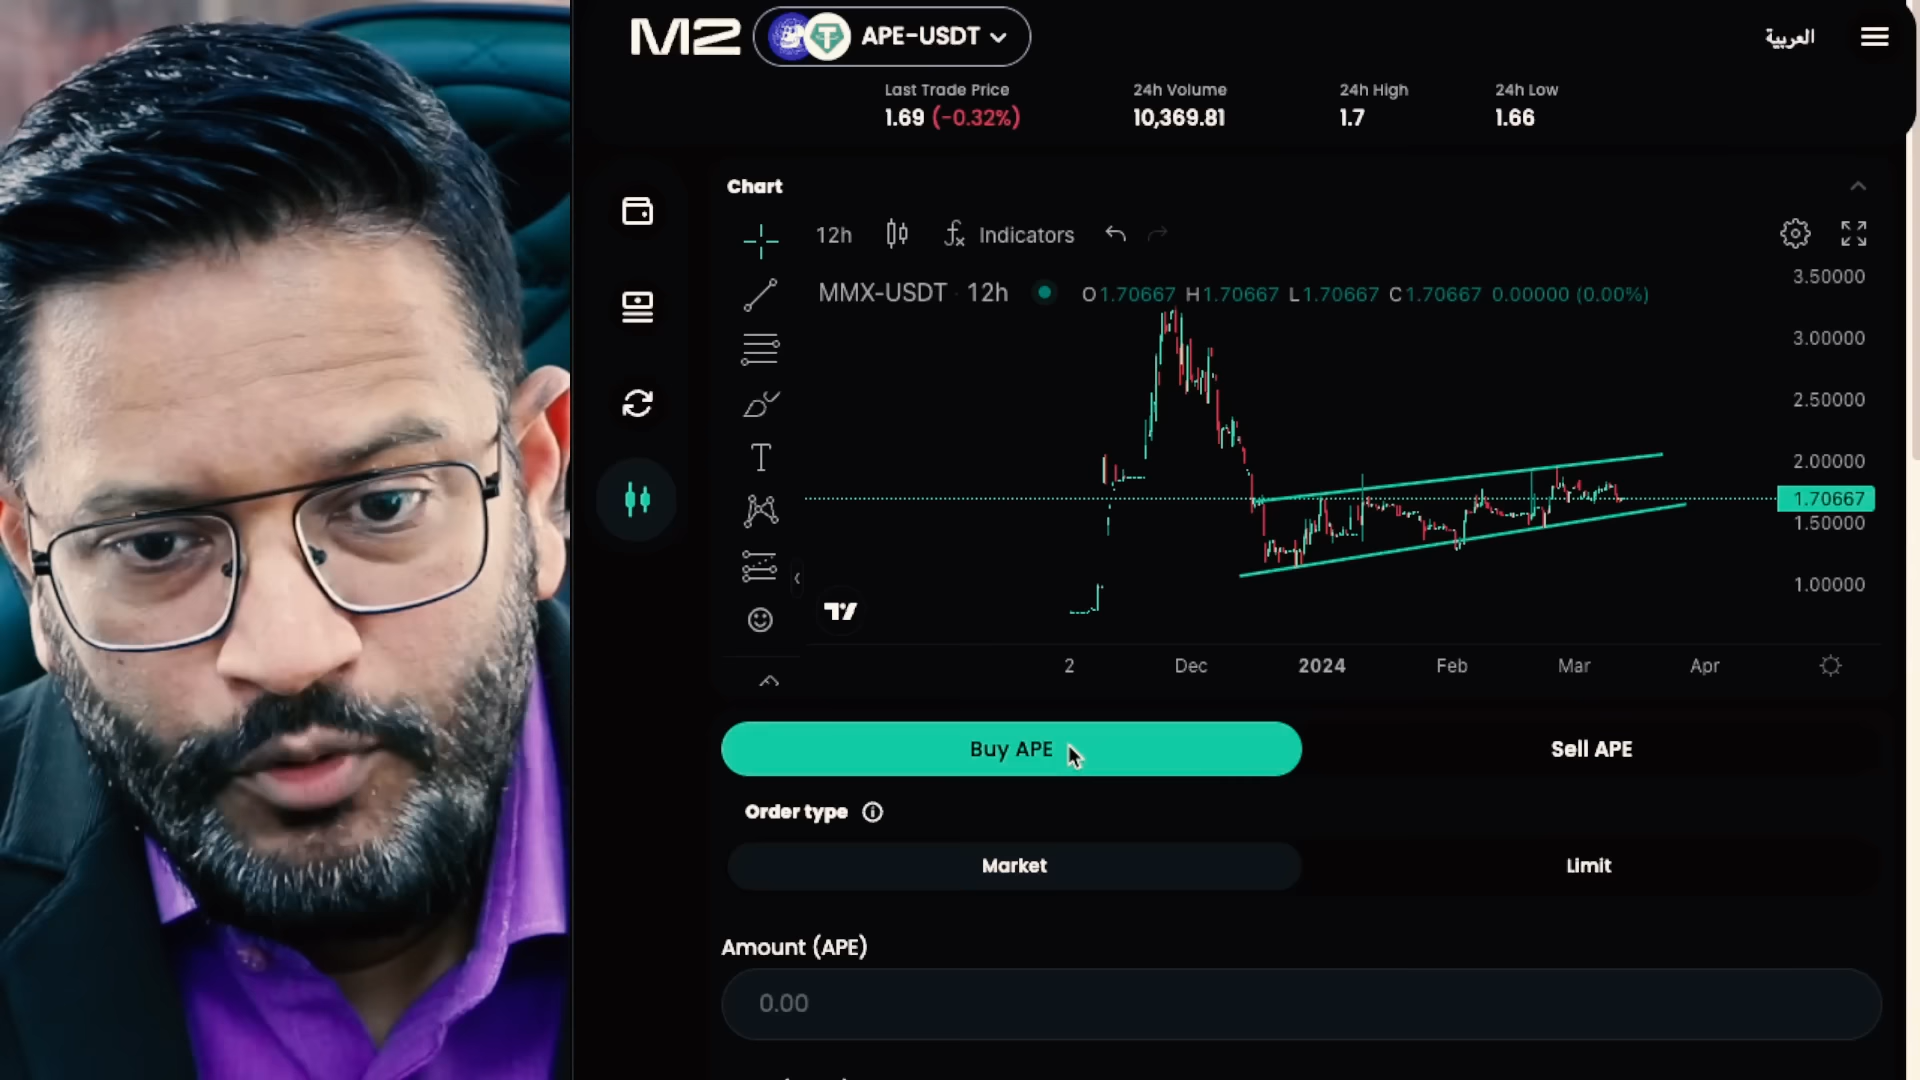 M2
APE-USDT
العربية
Last Trade Price
1.69 (-0.32%)
24h Volume
10,369.81
24h High
1.7
24h Low
1.66
Chart
12h
Indicators
MMX-USDT · 12h
O1.70667 H1.70667 L1.70667 C1.70667 0.00000 (0.00%)
3.50000
3.00000
2.50000
2.00000
1.70667
1.50000
1.00000
2
Dec
2024
Feb
Mar
Apr
Buy APE
Sell APE
Order type
Market
Limit
Amount (APE)
0.00